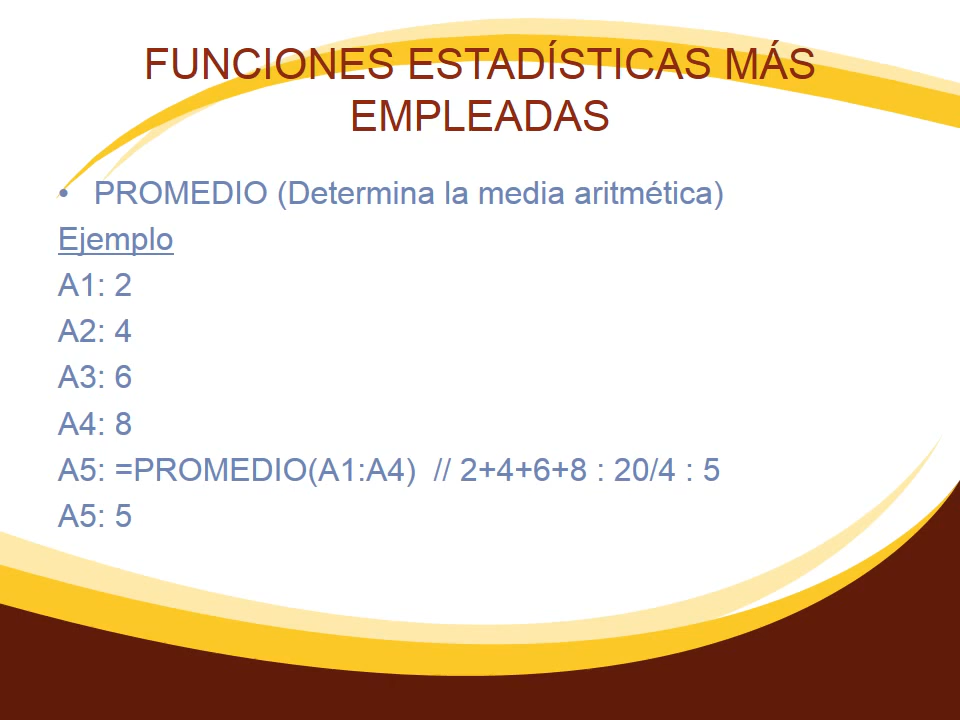 FUNCIONES ESTADÍSTICAS MÁS
EMPLEADAS
• PROMEDIO (Determina la media aritmética)
Ejemplo
A1: 2
A2: 4
A3: 6
A4: 8
A5: =PROMEDIO(A1:A4)  // 2+4+6+8 : 20/4 : 5
A5: 5